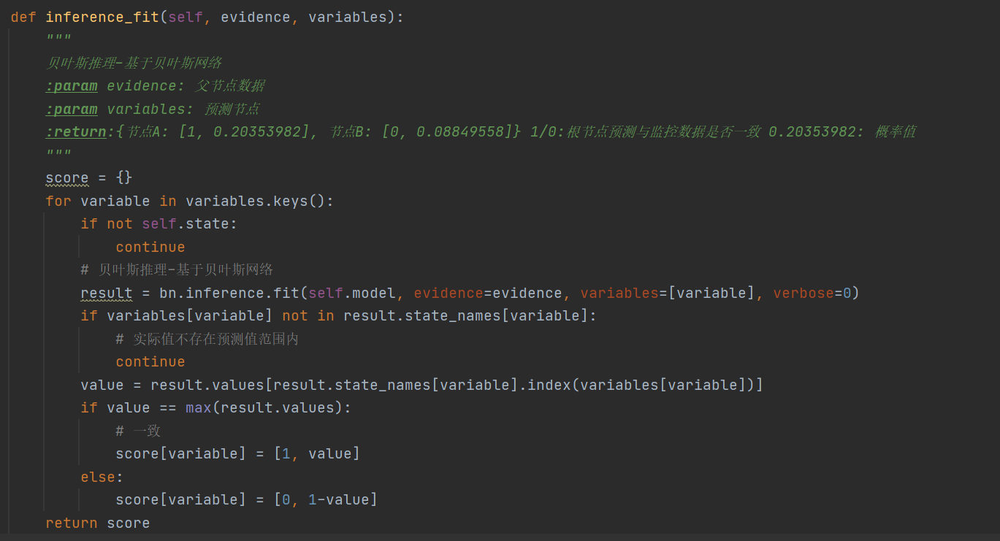 def inference_fit(self, evidence, variables):
    """
    贝叶斯推理-基于贝叶斯网络
    :param evidence: 父节点数据
    :param variables: 预测节点
    :return:{节点A: [1, 0.20353982], 节点B: [0, 0.08849558]} 1/0:根节点预测与监控数据是否一致 0.20353982: 概率值
    """
    score = {}
    for variable in variables.keys():
        if not self.state:
            continue
        # 贝叶斯推理-基于贝叶斯网络
        result = bn.inference.fit(self.model, evidence=evidence, variables=[variable], verbose=0)
        if variables[variable] not in result.state_names[variable]:
            # 实际值不存在预测值范围内
            continue
        value = result.values[result.state_names[variable].index(variables[variable])]
        if value == max(result.values):
            # 一致
            score[variable] = [1, value]
        else:
            score[variable] = [0, 1-value]
    return score